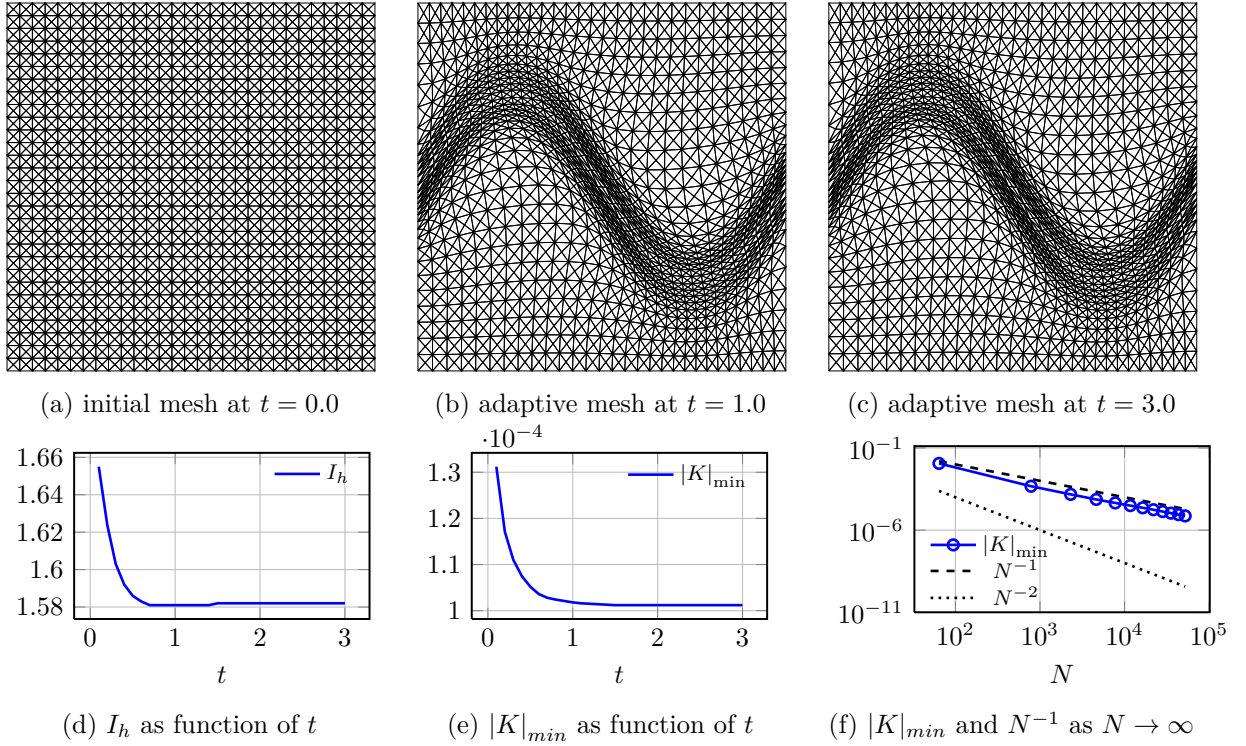 (a) initial mesh at t = 0.0
(b) adaptive mesh at t = 1.0
(c) adaptive mesh at t = 3.0
1.66
1.64
1.62
1.6
1.58
0 1 2 3
t
I_h
(d) I_h as function of t
·10^{-4}
1.3
1.2
1.1
1
0 1 2 3
t
|K|_min
(e) |K|_min as function of t
10^{-1}
10^{-6}
10^{-11}
|K|_min
N^{-1}
N^{-2}
10^2 10^3 10^4 10^5
N
(f) |K|_min and N^{-1} as N → ∞